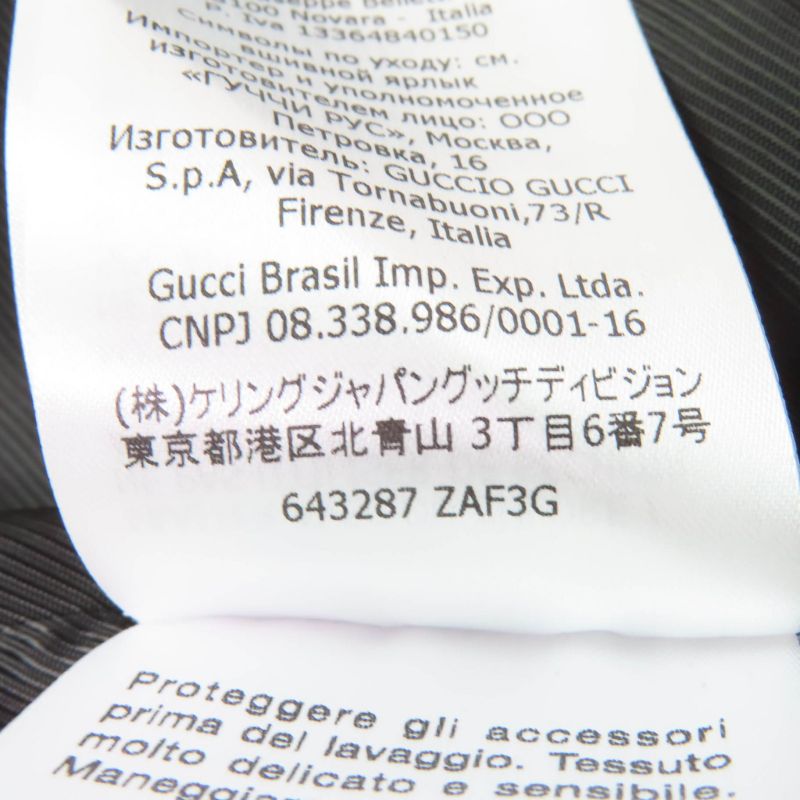 28100 Novara - Italia
P. Iva 13364840150
Символы по уходу: см.
вшивной ярлык
Импортер и уполномоченное
изготовителем лицо: ООО
«ГУЧЧИ РУС», Москва,
Петровка, 16
Изготовитель: GUCCIO GUCCI
S.p.A, via Tornabuoni,73/R
Firenze, Italia
Gucci Brasil Imp. Exp. Ltda.
CNPJ 08.338.986/0001-16
(株)ケリングジャパングッチディビジョン
東京都港区北青山 3丁目6番7号
643287 ZAF3G
Proteggere gli accessori
prima del lavaggio. Tessuto
molto delicato e sensibile.